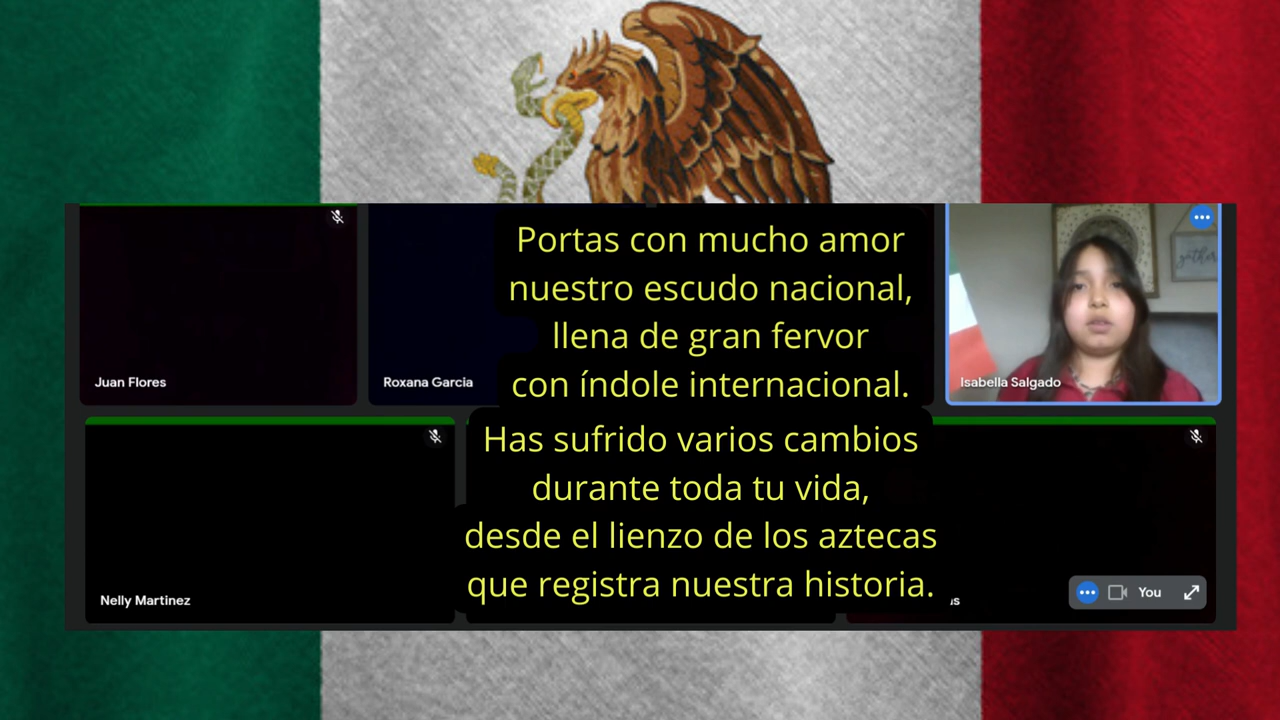 Portas con mucho amor
nuestro escudo nacional,
llena de gran fervor
con índole internacional.
Has sufrido varios cambios
durante toda tu vida,
desde el lienzo de los aztecas
que registra nuestra historia.
Juan Flores
Roxana Garcia
gather
Isabella Salgado
Nelly Martinez
You